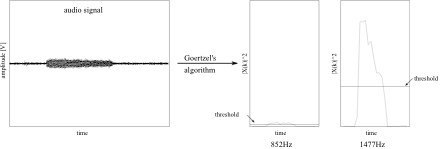 audio signal
amplitude [V]
time
Goertzel's
algorithm
|X(k)|^2
threshold
time
852Hz
|X(k)|^2
threshold
time
1477Hz